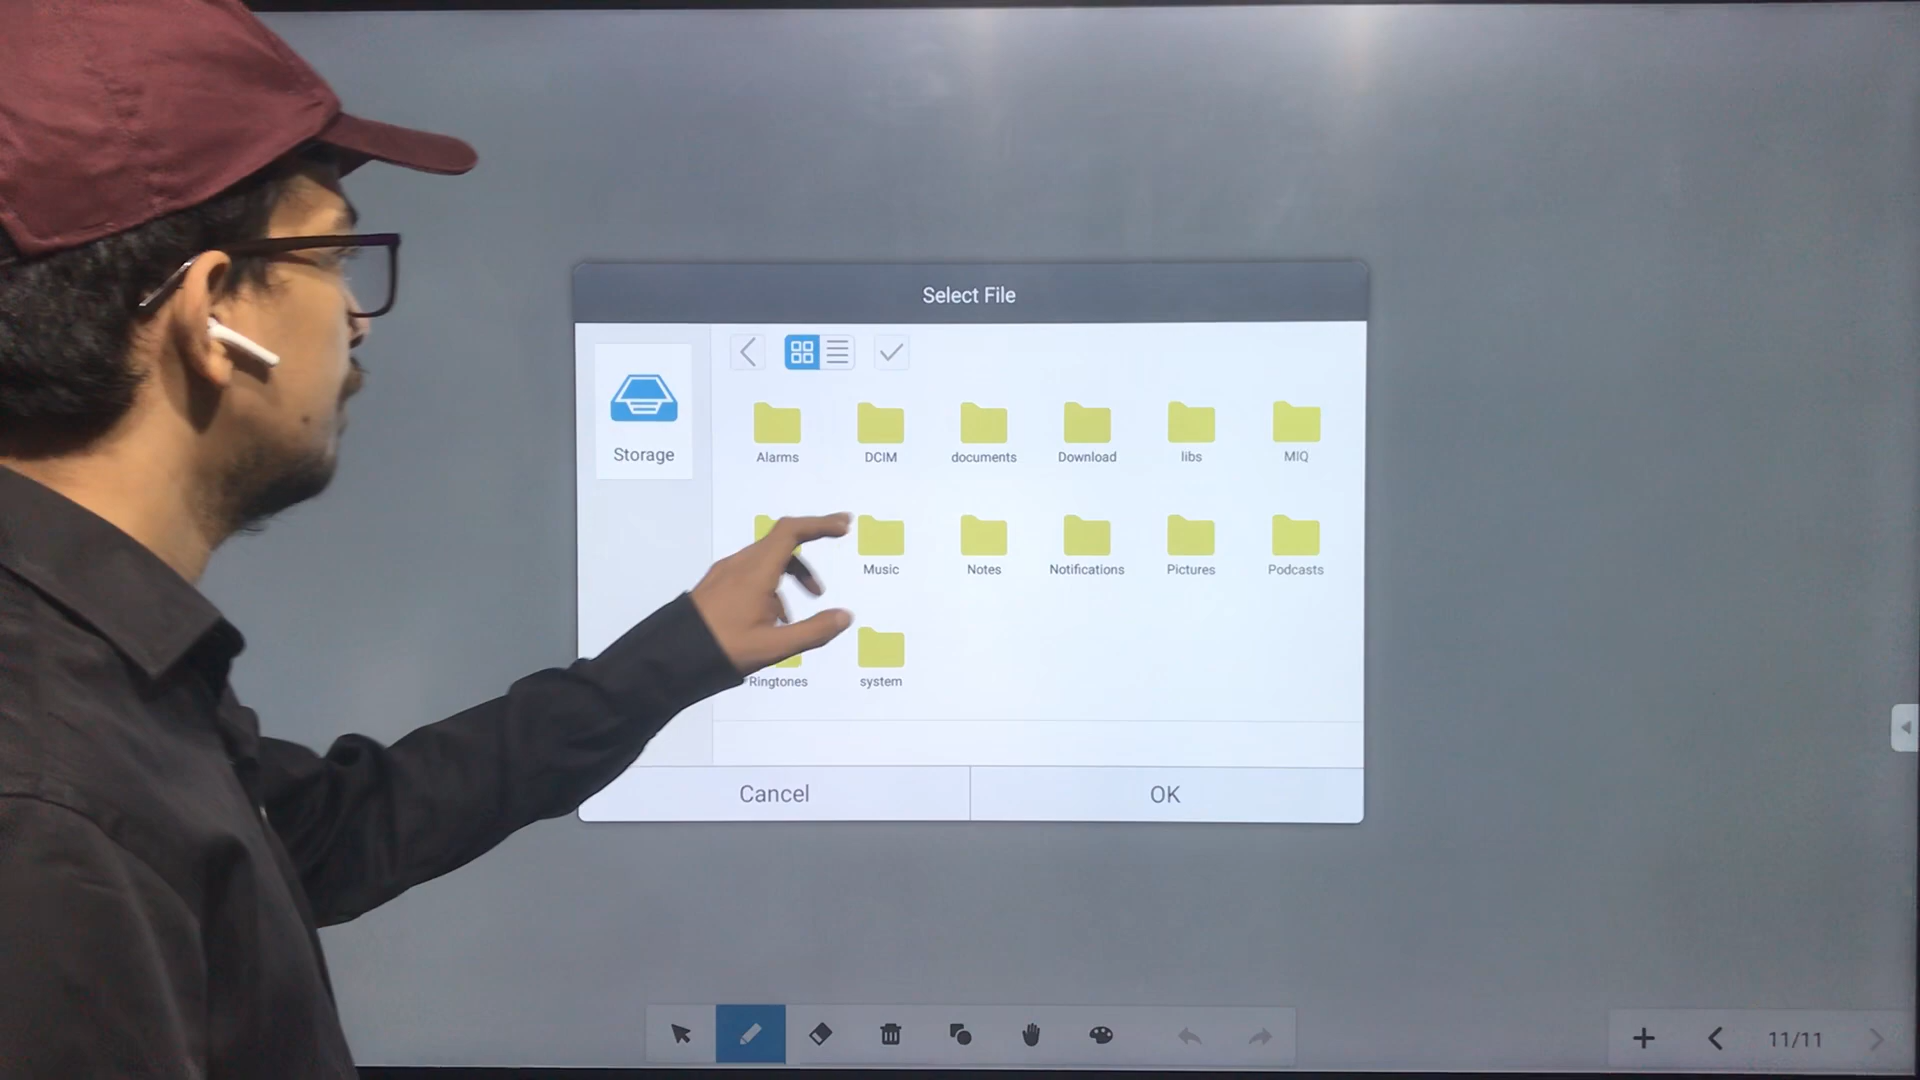 Select File
Storage
Alarms
DCIM
documents
Download
libs
MIQ
Music
Notes
Notifications
Pictures
Podcasts
Ringtones
system
Cancel
OK
11/11